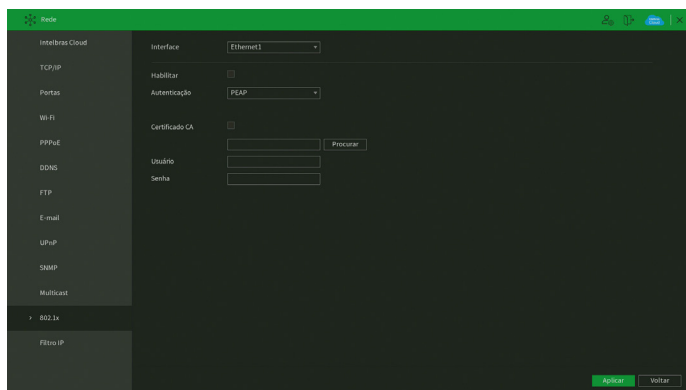 Rede
Intelbras Cloud
TCP/IP
Portas
Wi-Fi
PPPoE
DDNS
FTP
E-mail
UPnP
SNMP
Multicast
802.1x
Filtro IP
Interface
Ethernet1
Habilitar
Autenticação
PEAP
Certificado CA
Procurar
Usuário
Senha
Aplicar
Voltar